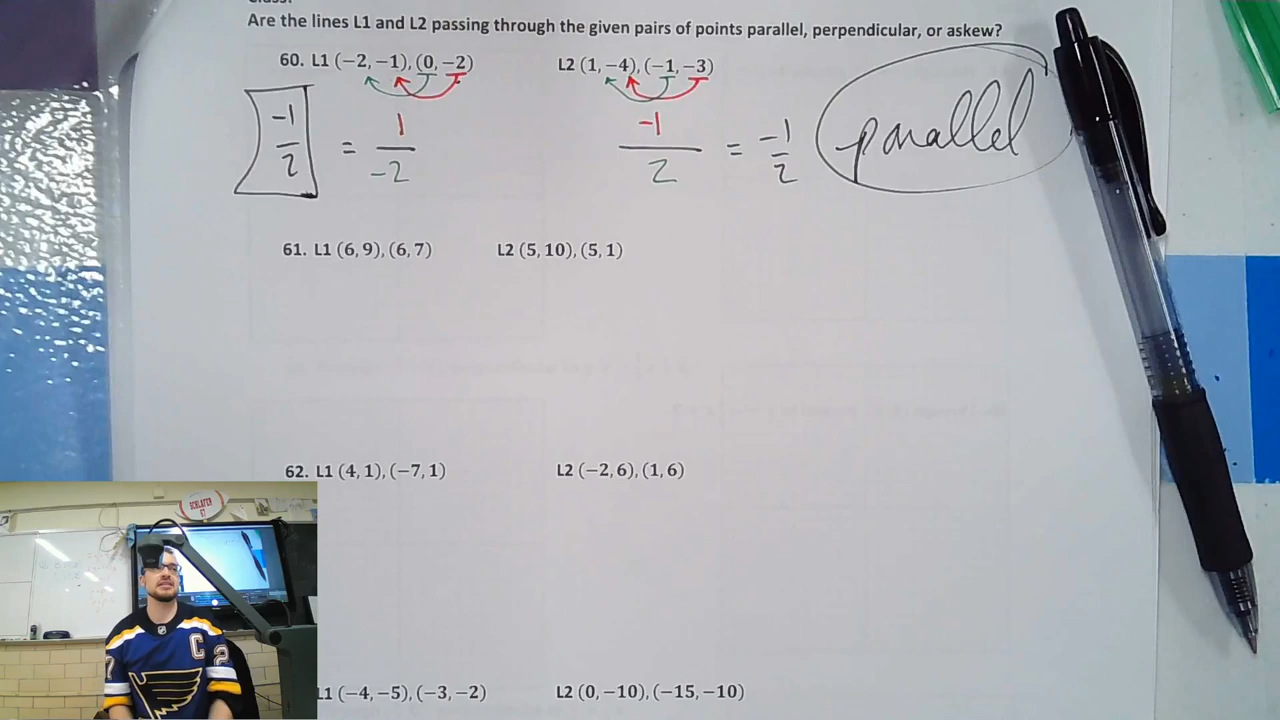 Are the lines L1 and L2 passing through the given pairs of points parallel, perpendicular, or askew?
60. L1 (−2, −1), (0, −2) L2 (1, −4), (−1, −3)
-1/2 = 1/-2 -1/2 = -1/2 parallel
61. L1 (6, 9), (6, 7) L2 (5, 10), (5, 1)
62. L1 (4, 1), (−7, 1) L2 (−2, 6), (1, 6)
L1 (−4, −5), (−3, −2) L2 (0, −10), (−15, −10)
SCHLATER
C
7 2